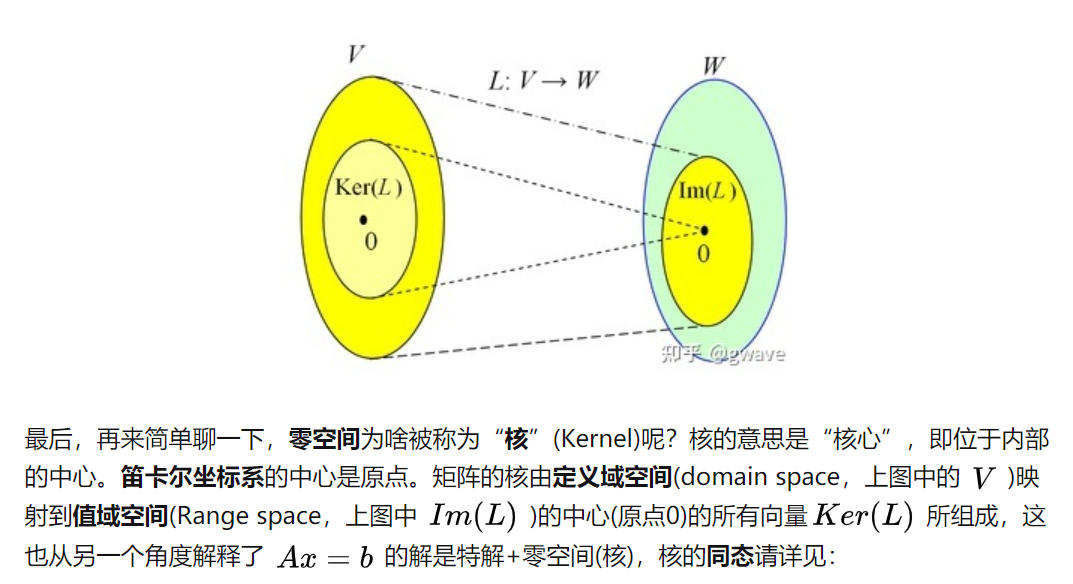 V
L: V → W
W
Ker(L)
Im(L)
0
0
知乎 @gwave
最后，再来简单聊一下，零空间为啥被称为“核”(Kernel)呢？核的意思是“核心”，即位于内部
的中心。笛卡尔坐标系的中心是原点。矩阵的核由定义域空间(domain space，上图中的 V )映
射到值域空间(Range space，上图中 Im(L) )的中心(原点0)的所有向量 Ker(L) 所组成，这
也从另一个角度解释了 Ax = b 的解是特解+零空间(核)，核的同态请详见：